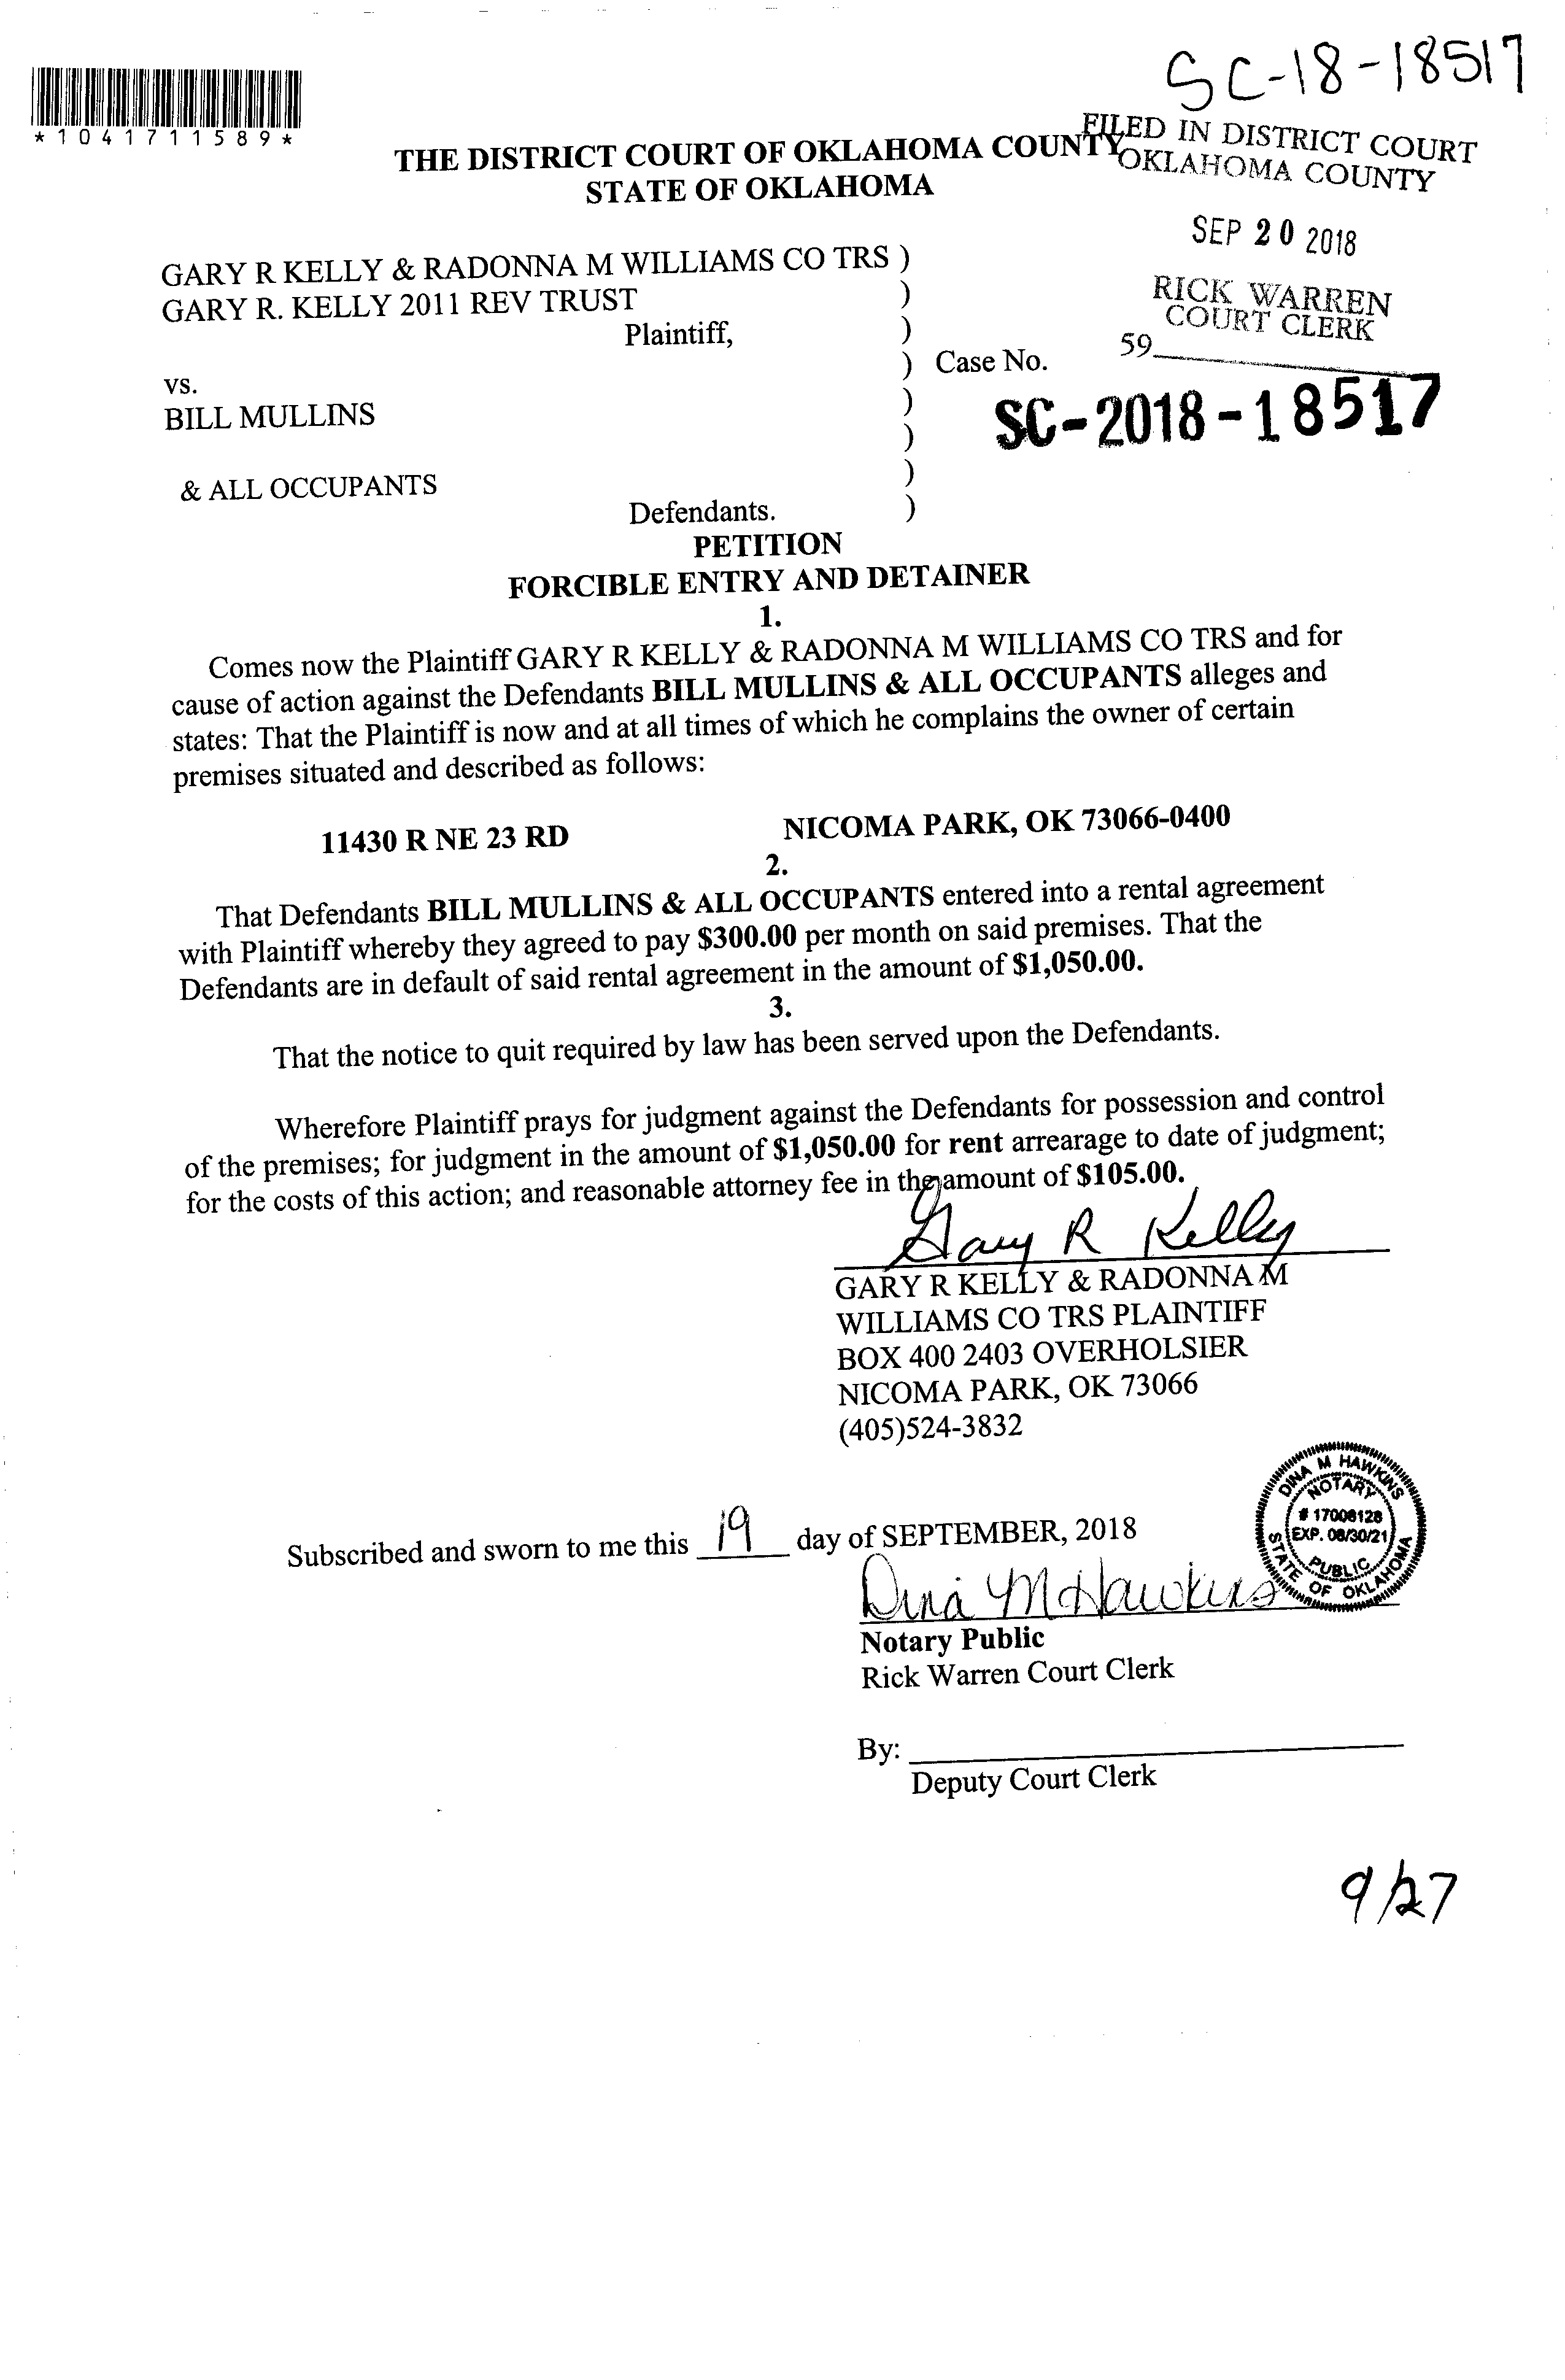 SC-18-18517
*1041711589*
THE DISTRICT COURT OF OKLAHOMA COUNTY
STATE OF OKLAHOMA
FILED IN DISTRICT COURT
OKLAHOMA COUNTY
SEP 20 2018
RICK WARREN
COURT CLERK
59
GARY R KELLY & RADONNA M WILLIAMS CO TRS )
GARY R. KELLY 2011 REV TRUST )
Plaintiff, )
) Case No.
vs.
SC-2018-18517
BILL MULLINS )
)
& ALL OCCUPANTS )
Defendants. )
PETITION
FORCIBLE ENTRY AND DETAINER
1.
Comes now the Plaintiff GARY R KELLY & RADONNA M WILLIAMS CO TRS and for
cause of action against the Defendants BILL MULLINS & ALL OCCUPANTS alleges and
states: That the Plaintiff is now and at all times of which he complains the owner of certain
premises situated and described as follows:
11430 R NE 23 RD NICOMA PARK, OK 73066-0400
2.
That Defendants BILL MULLINS & ALL OCCUPANTS entered into a rental agreement
with Plaintiff whereby they agreed to pay $300.00 per month on said premises. That the
Defendants are in default of said rental agreement in the amount of $1,050.00.
3.
That the notice to quit required by law has been served upon the Defendants.
Wherefore Plaintiff prays for judgment against the Defendants for possession and control
of the premises; for judgment in the amount of $1,050.00 for rent arrearage to date of judgment;
for the costs of this action; and reasonable attorney fee in the amount of $105.00.
Gary R Kelly
GARY R KELLY & RADONNA M
WILLIAMS CO TRS PLAINTIFF
BOX 400 2403 OVERHOLSIER
NICOMA PARK, OK 73066
(405)524-3832
DINA M HAWKINS
NOTARY
# 17008128
EXP. 08/30/21
PUBLIC
STATE OF OKLAHOMA
Subscribed and sworn to me this 19 day of SEPTEMBER, 2018
Dina M Hawkins
Notary Public
Rick Warren Court Clerk
By:
Deputy Court Clerk
9/27